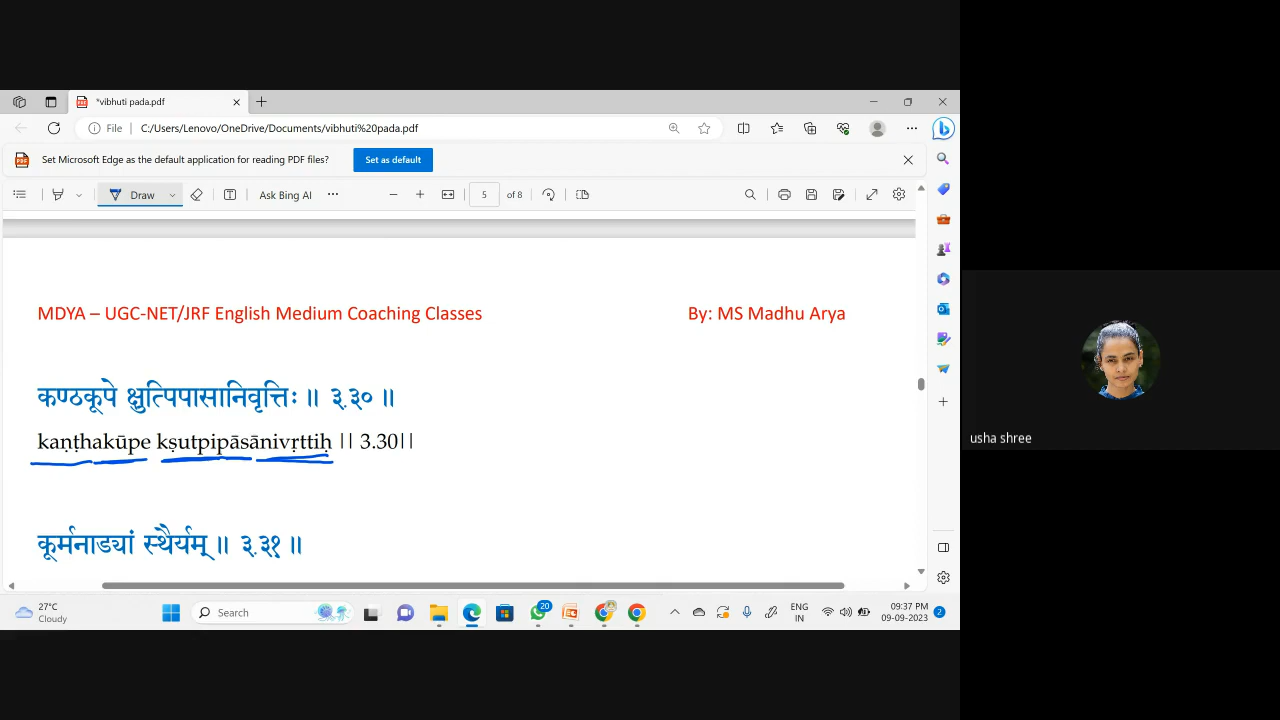 *vibhuti pada.pdf
File C:/Users/Lenovo/OneDrive/Documents/vibhuti%20pada.pdf
Set Microsoft Edge as the default application for reading PDF files? Set as default
Draw Ask Bing AI 5 of 8
MDYA – UGC-NET/JRF English Medium Coaching Classes By: MS Madhu Arya
कण्ठकूपे क्षुत्पिपासानिवृत्तिः ॥ ३.३० ॥
kaṇṭhakūpe kṣutpipāsānivṛttiḥ || 3.30||
usha shree
कूर्मनाड्यां स्थैर्यम् ॥ ३.३१ ॥
27°C
Cloudy
Search
20
ENG
IN
09:37 PM
09-09-2023
2